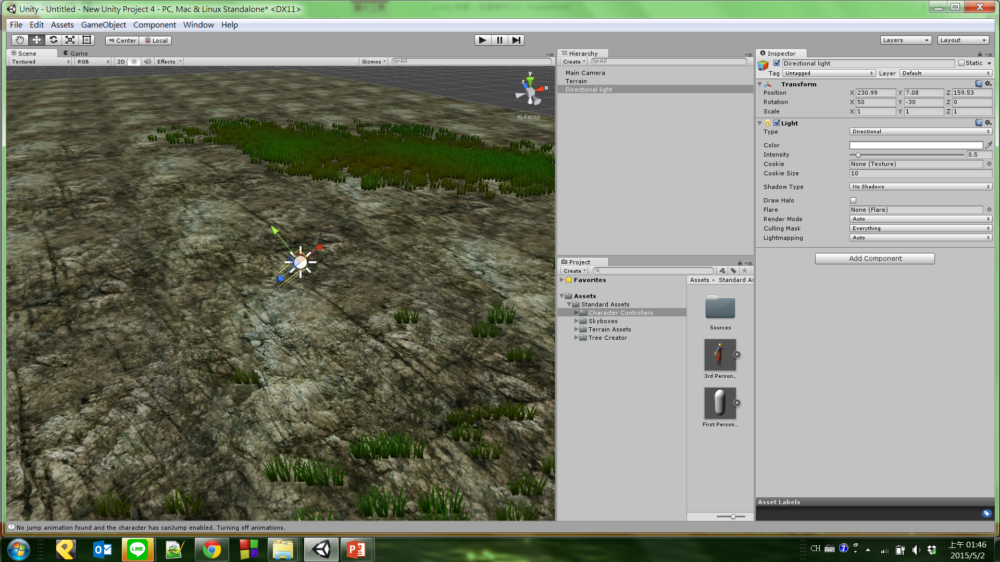 Unity - Untitled - New Unity Project 4 - PC, Mac & Linux Standalone* <DX11>
File Edit Assets GameObject Component Window Help
Center Local
Layers Layout
Scene Game
Textured RGB 2D Effects Gizmos All
y
z
x
Persp
Hierarchy
Create All
Main Camera
Terrain
Directional light
Project
Create
Favorites
Assets
Standard Assets
Character Controllers
Skyboxes
Terrain Assets
Tree Creator
Assets Standard As
Sources
3rd Person...
First Person...
Inspector
Directional light Static
Tag Untagged Layer Default
Transform
Position X 230.99 Y 7.08 Z 159.53
Rotation X 50 Y -30 Z 0
Scale X 1 Y 1 Z 1
Light
Type Directional
Color
Intensity 0.5
Cookie None (Texture)
Cookie Size 10
Shadow Type No Shadows
Draw Halo
Flare None (Flare)
Render Mode Auto
Culling Mask Everything
Lightmapping Auto
Add Component
Asset Labels
No jump animation found and the character has canJump enabled. Turning off animations.
LINE
CH
上午 01:46
2015/5/2